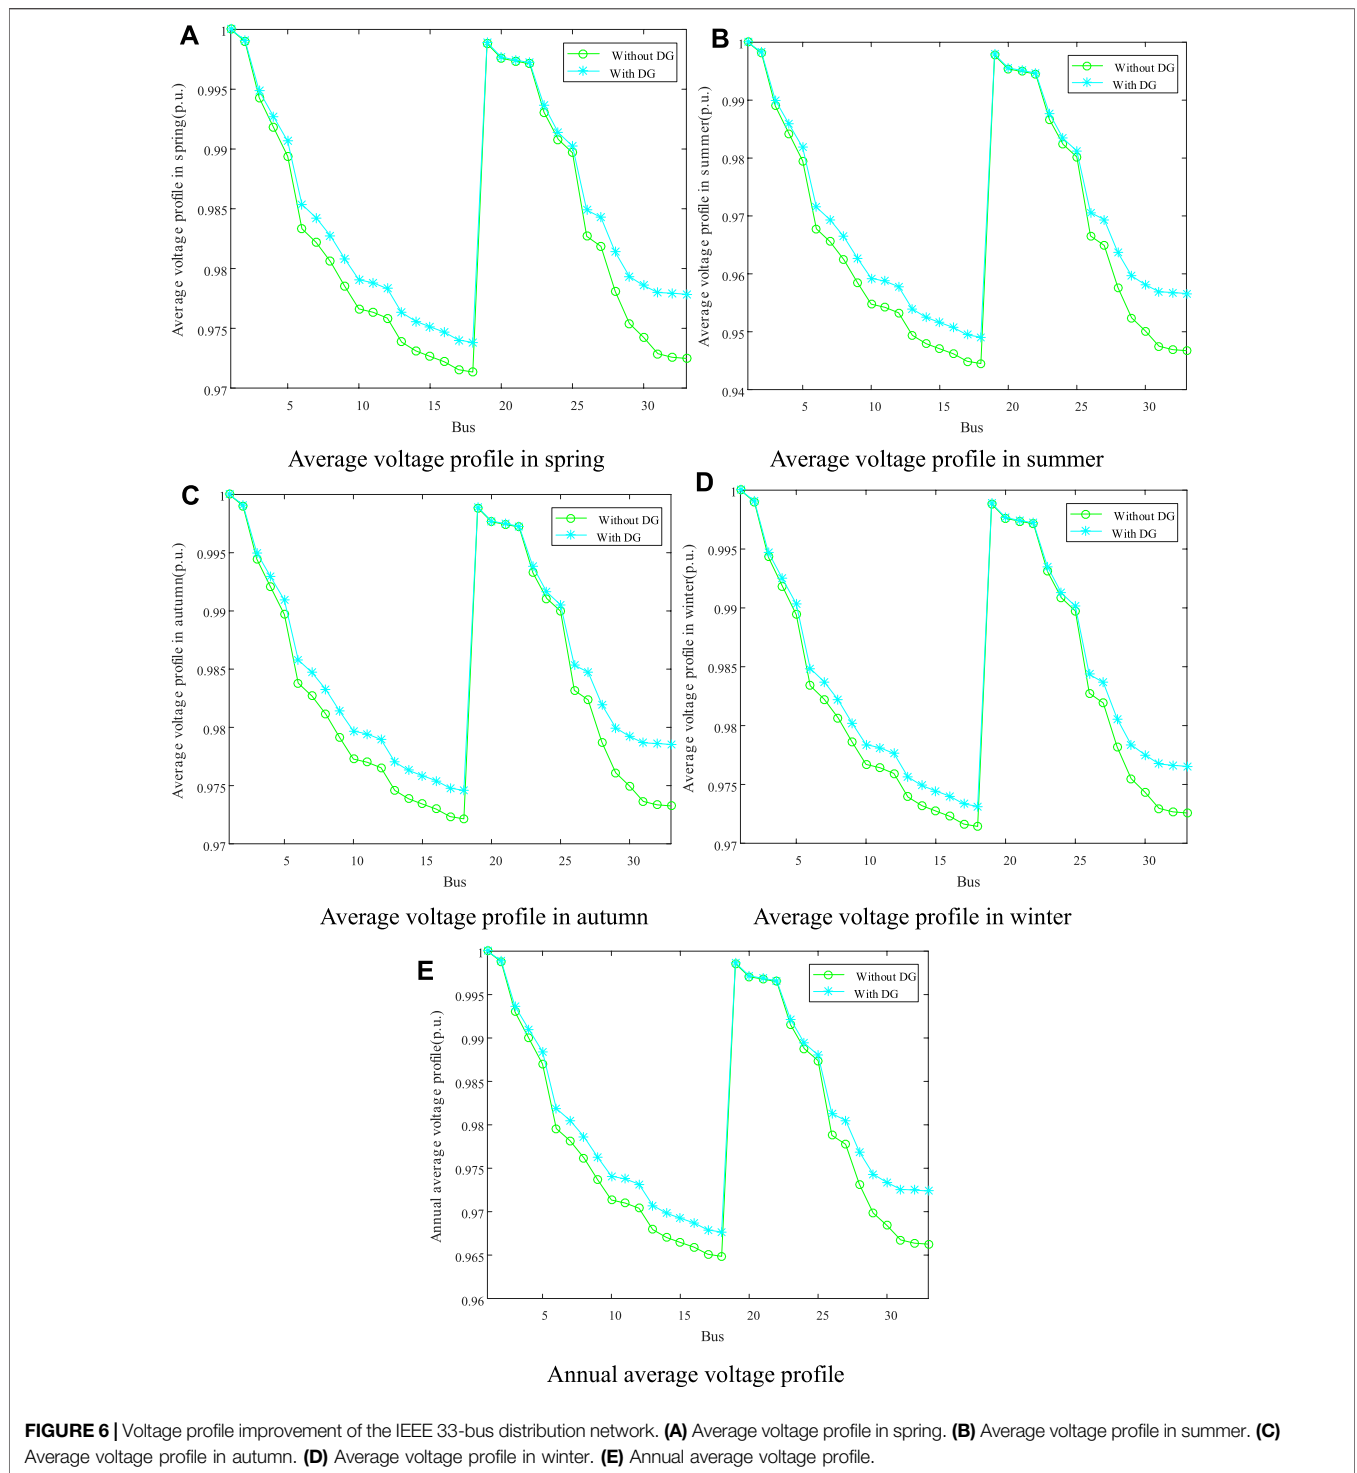 A
1
0.995
0.99
0.985
0.98
0.975
0.97
5
10
15
20
25
30
Average voltage profile in spring(p.u.)
Bus
Without DG
With DG
Average voltage profile in spring
B
1
0.99
0.98
0.97
0.96
0.95
0.94
5
10
15
20
25
30
Average voltage profile in summer(p.u.)
Bus
Without DG
With DG
Average voltage profile in summer
C
1
0.995
0.99
0.985
0.98
0.975
0.97
5
10
15
20
25
30
Average voltage profile in autumn(p.u.)
Bus
Without DG
With DG
Average voltage profile in autumn
D
1
0.995
0.99
0.985
0.98
0.975
0.97
5
10
15
20
25
30
Average voltage profile in winter(p.u.)
Bus
Without DG
With DG
Average voltage profile in winter
E
1
0.995
0.99
0.985
0.98
0.975
0.97
0.965
0.96
5
10
15
20
25
30
Annual average voltage profile(p.u.)
Bus
Without DG
With DG
Annual average voltage profile
FIGURE 6 | Voltage profile improvement of the IEEE 33-bus distribution network. (A) Average voltage profile in spring. (B) Average voltage profile in summer. (C)
Average voltage profile in autumn. (D) Average voltage profile in winter. (E) Annual average voltage profile.